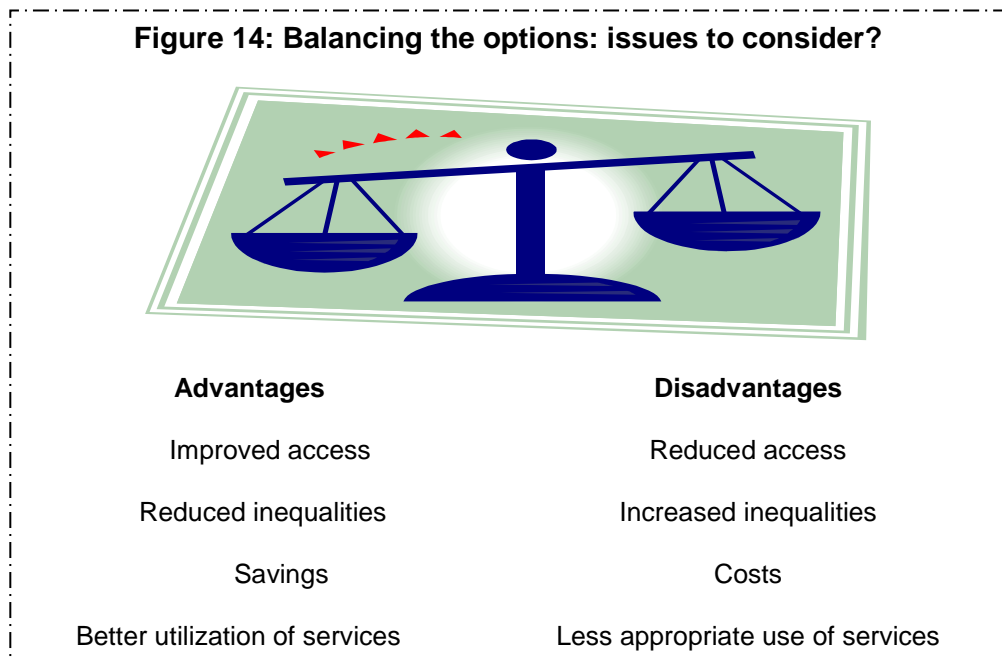 Figure 14: Balancing the options: issues to consider?
Advantages
Disadvantages
Improved access
Reduced access
Reduced inequalities
Increased inequalities
Savings
Costs
Better utilization of services
Less appropriate use of services